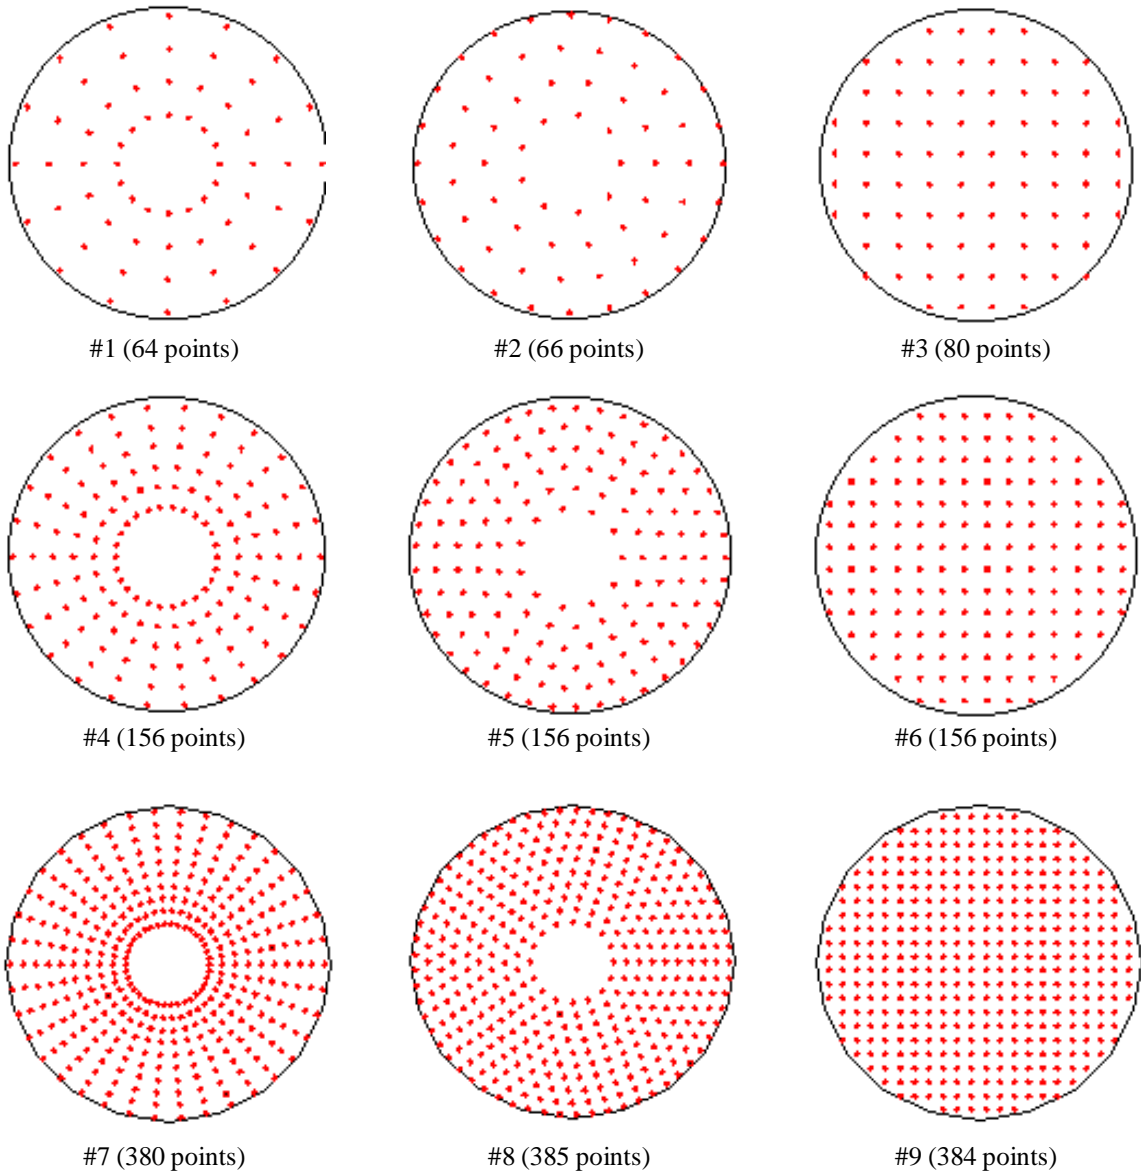 #1 (64 points)
#2 (66 points)
#3 (80 points)
#4 (156 points)
#5 (156 points)
#6 (156 points)
#7 (380 points)
#8 (385 points)
#9 (384 points)